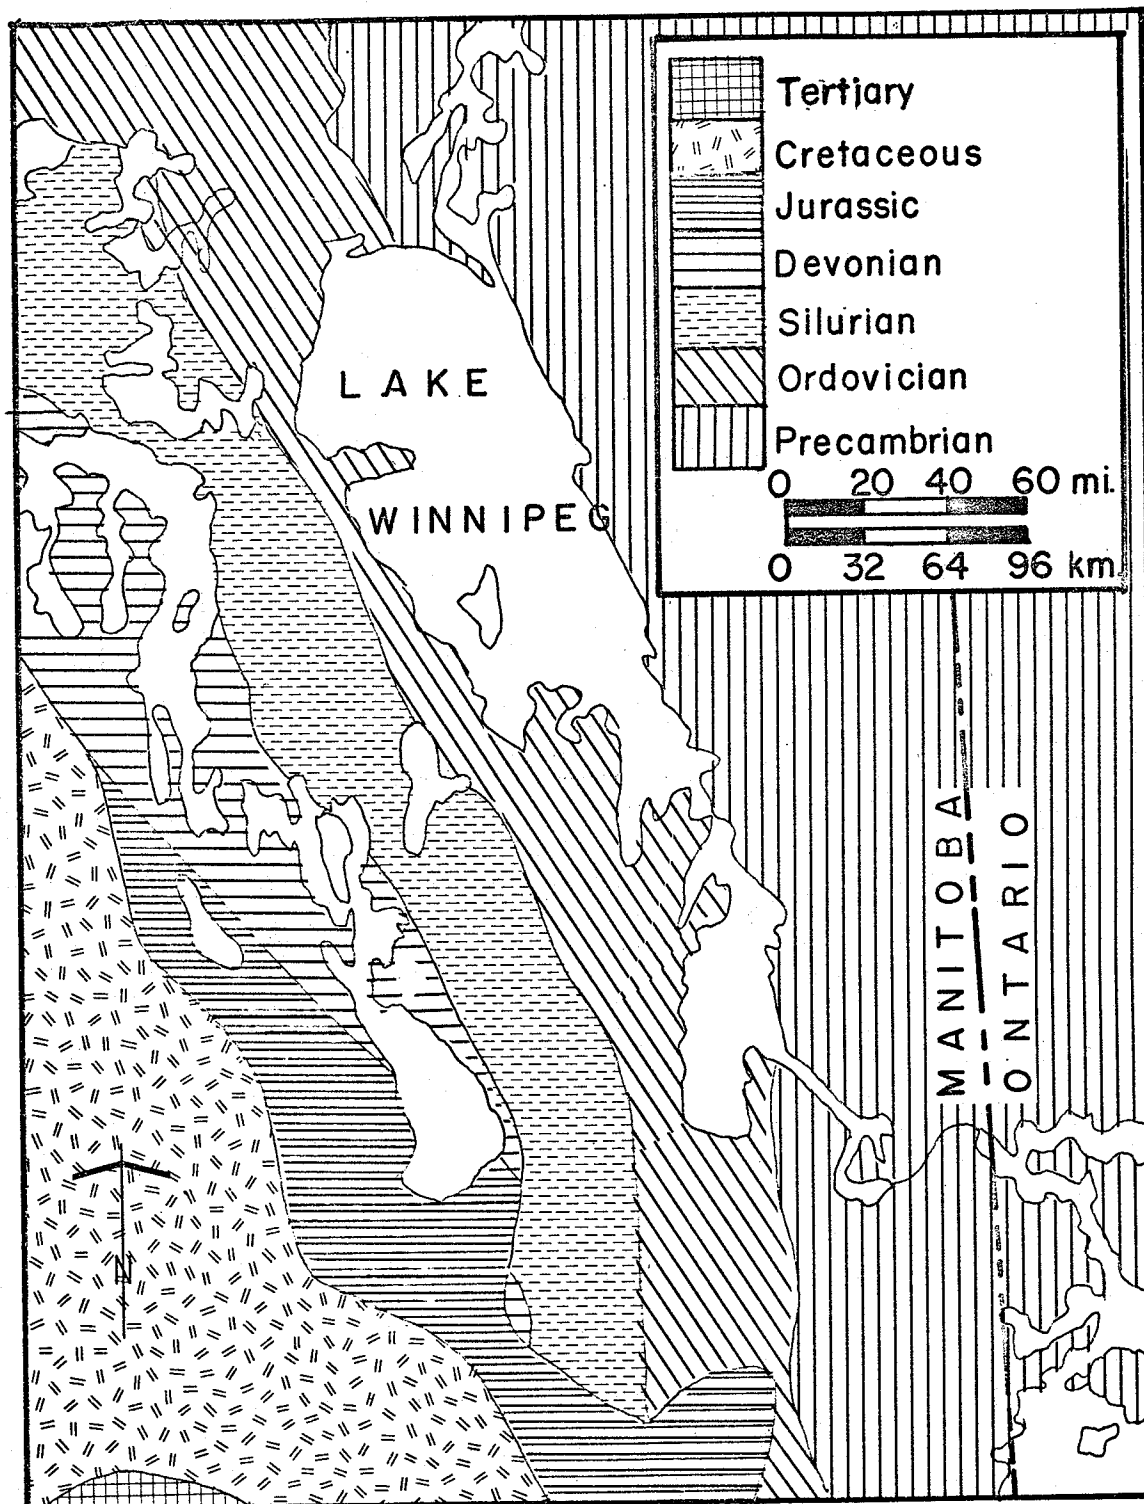 Tertiary
Cretaceous
Jurassic
Devonian
Silurian
Ordovician
Precambrian
0 20 40 60 mi.
0 32 64 96 km
LAKE
WINNIPEG
MANITOBA
ONTARIO
N